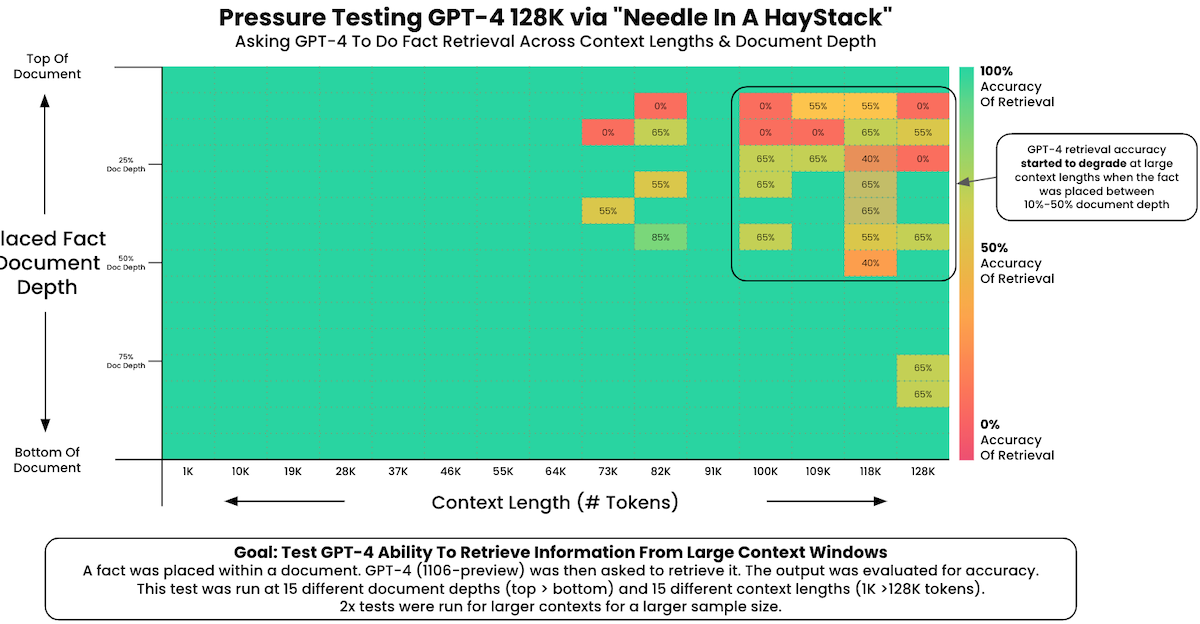 Pressure Testing GPT-4 128K via "Needle In A HayStack"
Asking GPT-4 To Do Fact Retrieval Across Context Lengths & Document Depth
Top Of
Document
25%
Doc Depth
laced Fact
Document
Depth
50%
Doc Depth
75%
Doc Depth
Bottom Of
Document
0% 0% 55% 55% 0%
0% 65% 0% 0% 65% 55%
65% 65% 40% 0%
55% 65% 65%
55% 65%
85% 65% 55% 65%
40%
65%
65%
100%
Accuracy
Of Retrieval
GPT-4 retrieval accuracy
started to degrade at large
context lengths when the fact
was placed between
10%-50% document depth
50%
Accuracy
Of Retrieval
0%
Accuracy
Of Retrieval
1K 10K 19K 28K 37K 46K 55K 64K 73K 82K 91K 100K 109K 118K 128K
Context Length (# Tokens)
Goal: Test GPT-4 Ability To Retrieve Information From Large Context Windows
A fact was placed within a document. GPT-4 (1106-preview) was then asked to retrieve it. The output was evaluated for accuracy.
This test was run at 15 different document depths (top > bottom) and 15 different context lengths (1K >128K tokens).
2x tests were run for larger contexts for a larger sample size.